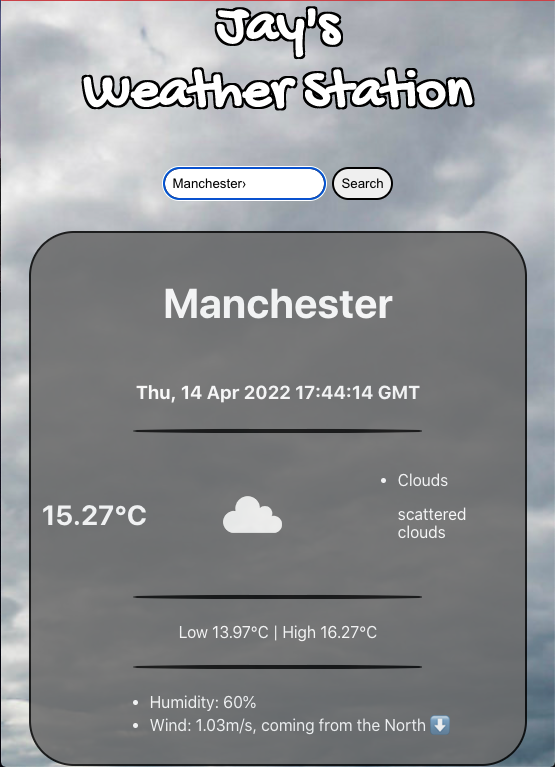 Jay's
Weather Station
Manchester›
Search
Manchester
Thu, 14 Apr 2022 17:44:14 GMT
15.27°C
• Clouds
scattered
clouds
Low 13.97°C | High 16.27°C
• Humidity: 60%
• Wind: 1.03m/s, coming from the North ⬇️